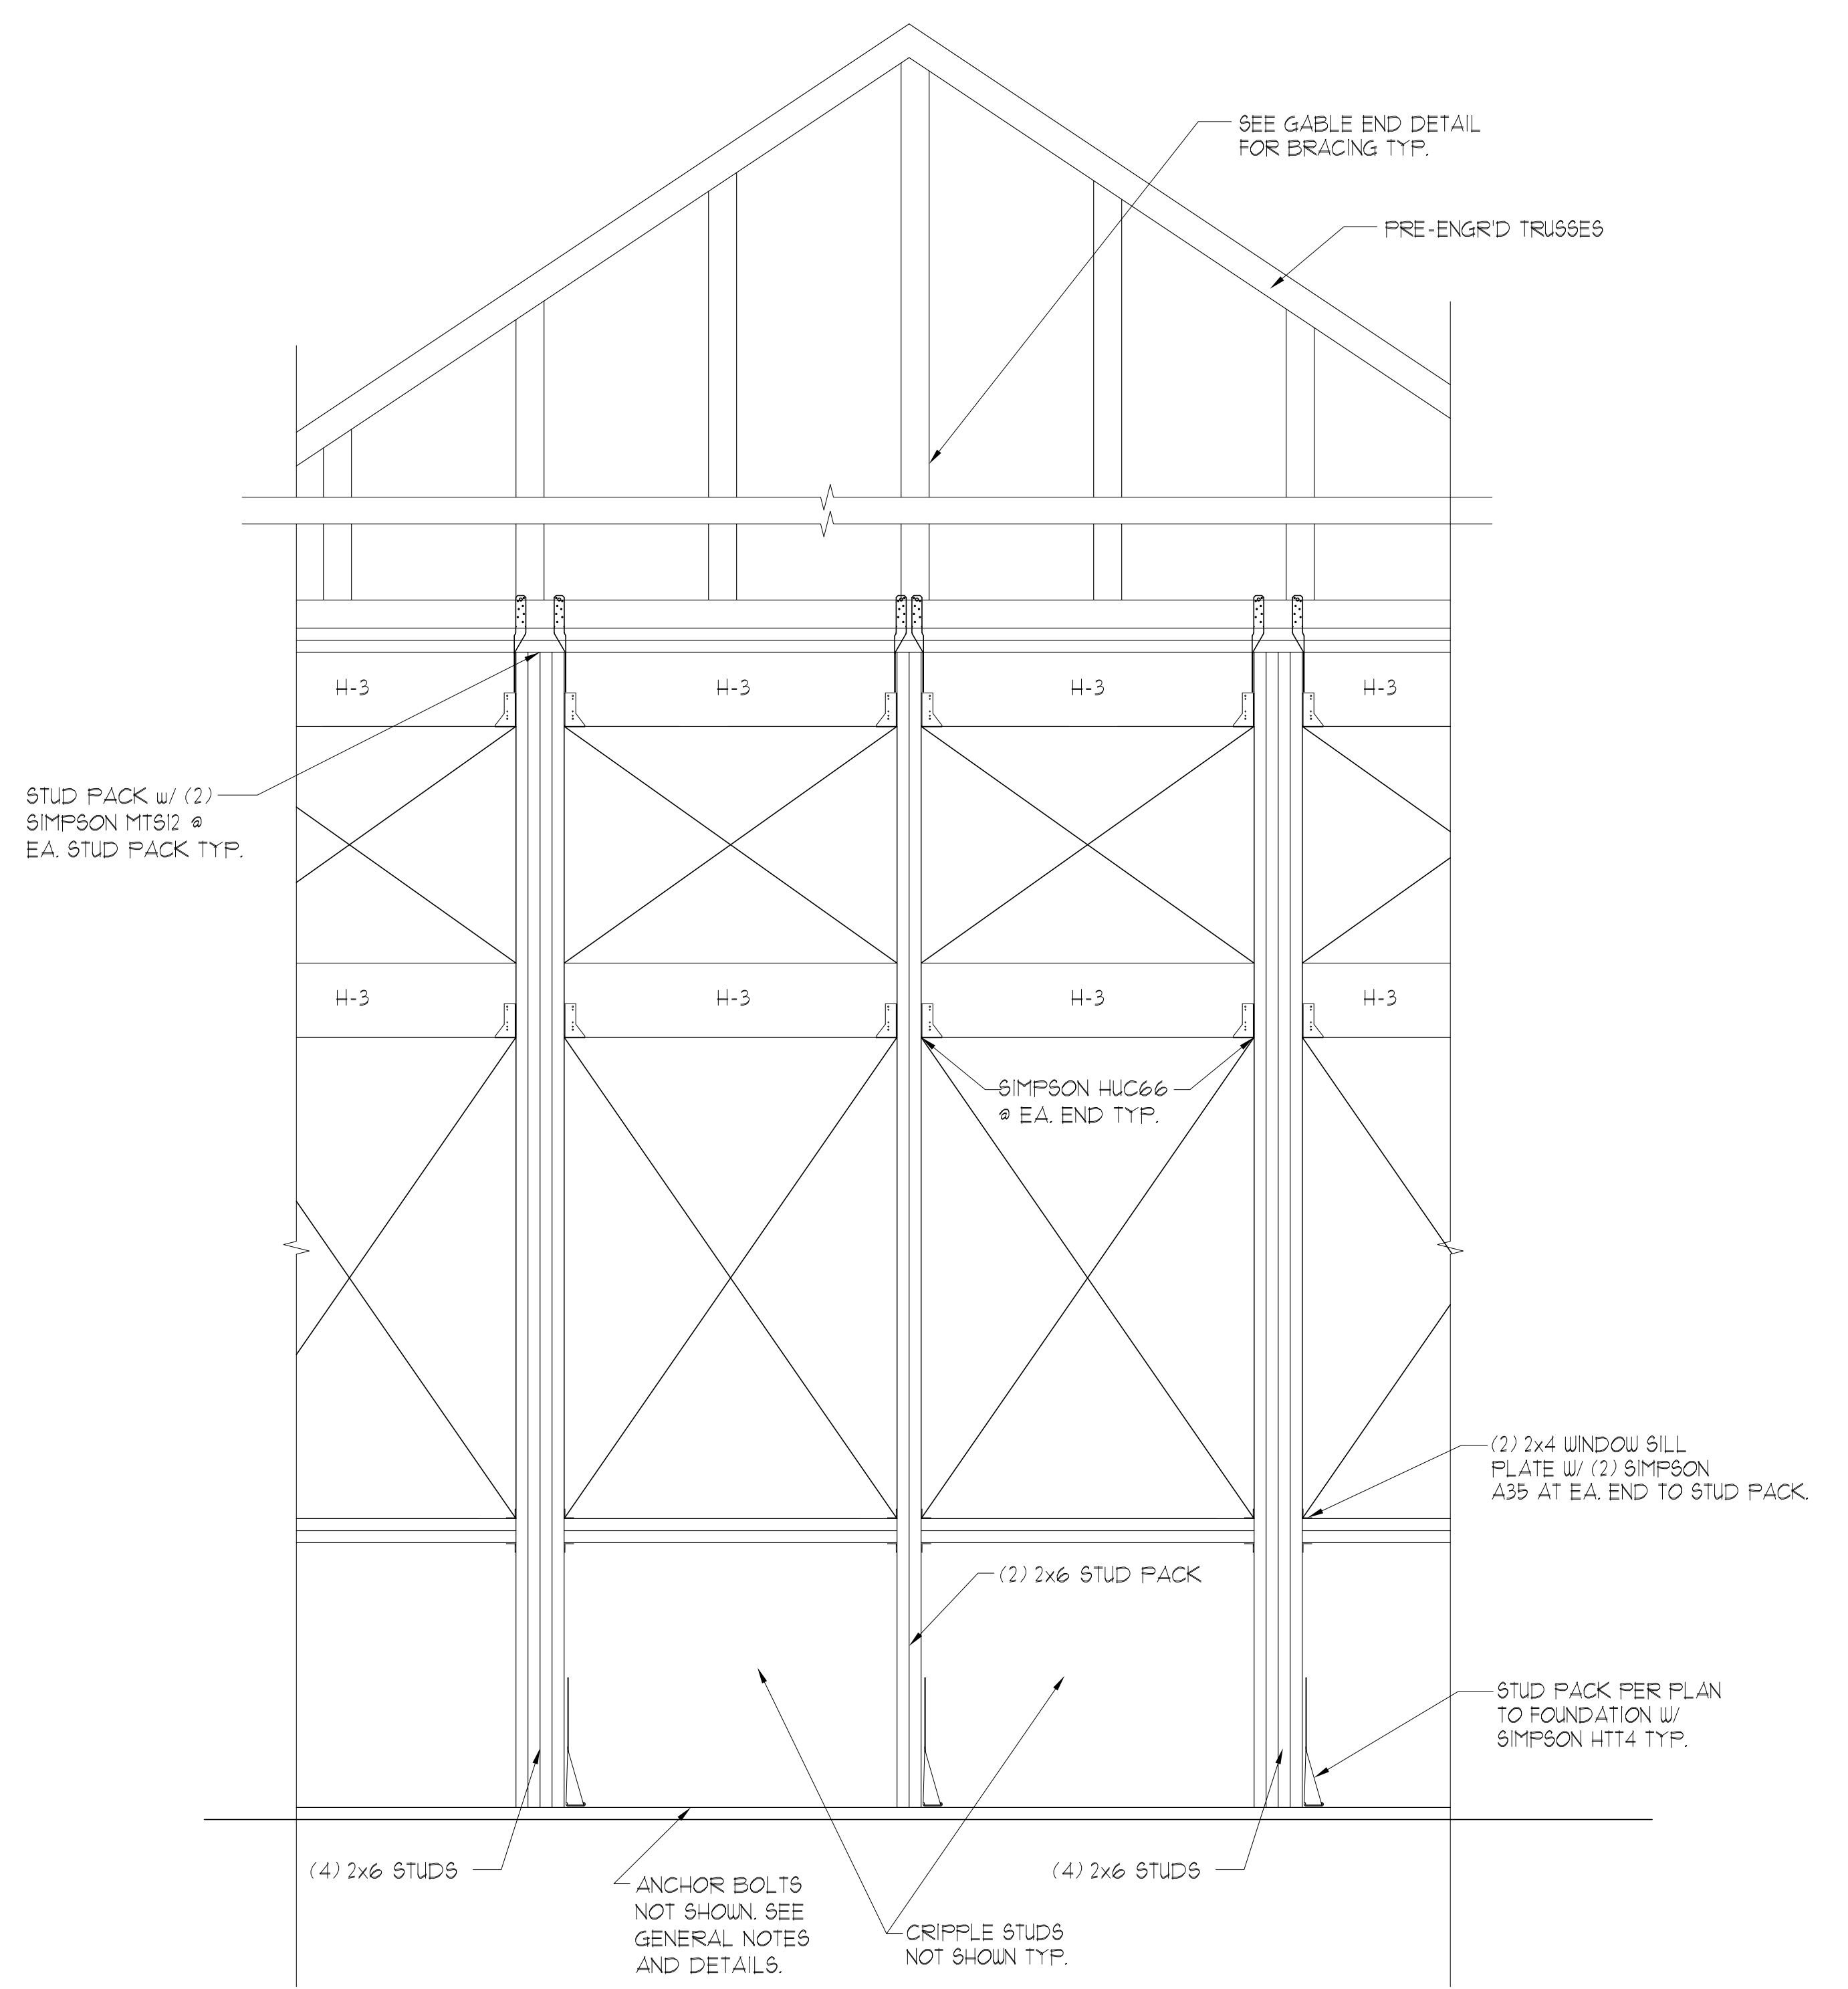 SEE GABLE END DETAIL
FOR BRACING TYP.
PRE-ENGR'D TRUSSES
H-3
H-3
H-3
H-3
STUD PACK w/ (2)
SIMPSON MTS12 @
EA. STUD PACK TYP.
H-3
H-3
H-3
H-3
SIMPSON HUC66
@ EA. END TYP.
(2) 2x4 WINDOW SILL
PLATE W/ (2) SIMPSON
A35 AT EA. END TO STUD PACK.
(2) 2x6 STUD PACK
STUD PACK PER PLAN
TO FOUNDATION W/
SIMPSON HTT4 TYP.
(4) 2x6 STUDS
(4) 2x6 STUDS
ANCHOR BOLTS
NOT SHOWN. SEE
GENERAL NOTES
AND DETAILS.
CRIPPLE STUDS
NOT SHOWN TYP.